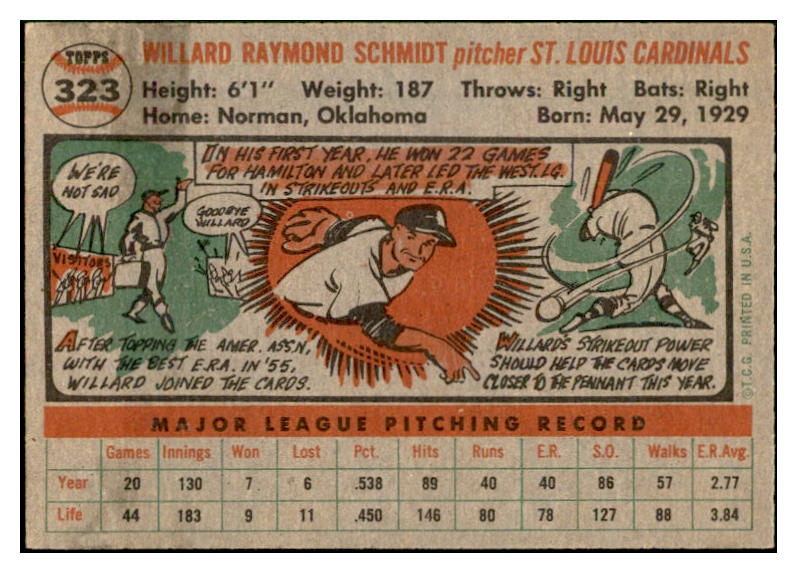 TOPPS
323
WILLARD RAYMOND SCHMIDT pitcher ST. LOUIS CARDINALS
Height: 6'1" Weight: 187 Throws: Right Bats: Right
Home: Norman, Oklahoma Born: May 29, 1929
WE'RE
NOT SAD
VISITORS
GOODBYE
WILLARD
IN HIS FIRST YEAR, HE WON 22 GAMES
FOR HAMILTON AND LATER LED THE WEST. LG.
IN STRIKEOUTS AND E.R.A.
AFTER TOPPING THE AMER. ASSN,
WITH THE BEST E.R.A. IN '55,
WILLARD JOINED THE CARDS.
WILLARD'S STRIKEOUT POWER
SHOULD HELP THE CARDS MOVE
CLOSER TO THE PENNANT THIS YEAR.
©T.C.G. PRINTED IN U.S.A.
MAJOR LEAGUE PITCHING RECORD
Games Innings Won Lost Pct. Hits Runs E.R. S.O. Walks E.R.Avg.
Year 20 130 7 6 .538 89 40 40 86 57 2.77
Life 44 183 9 11 .450 146 80 78 127 88 3.84